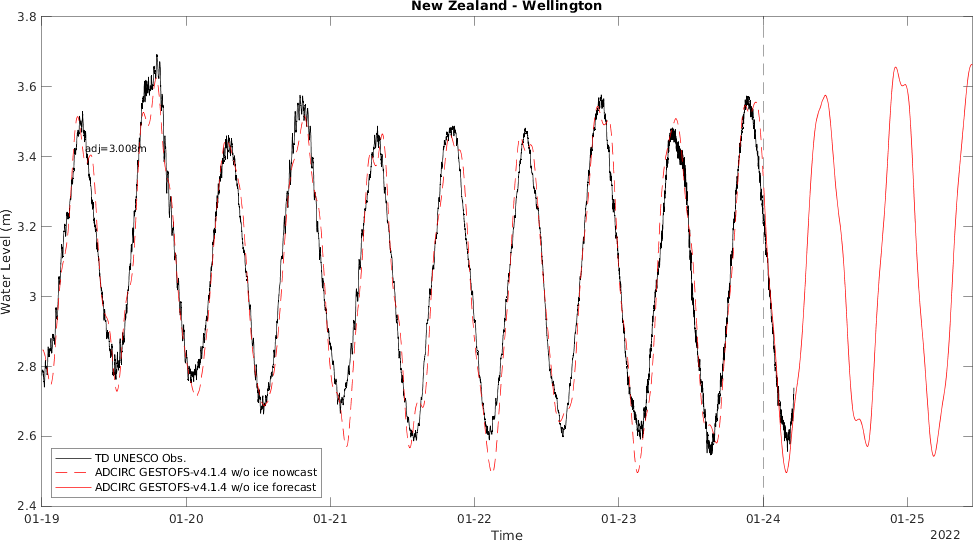 New Zealand - Wellington
3.8
3.6
3.4
3.2
3
2.8
2.6
2.4
Water Level (m)
adj=3.008m
TD UNESCO Obs.
ADCIRC GESTOFS-v4.1.4 w/o ice nowcast
ADCIRC GESTOFS-v4.1.4 w/o ice forecast
01-19 01-20 01-21 01-22 01-23 01-24 01-25
Time
2022